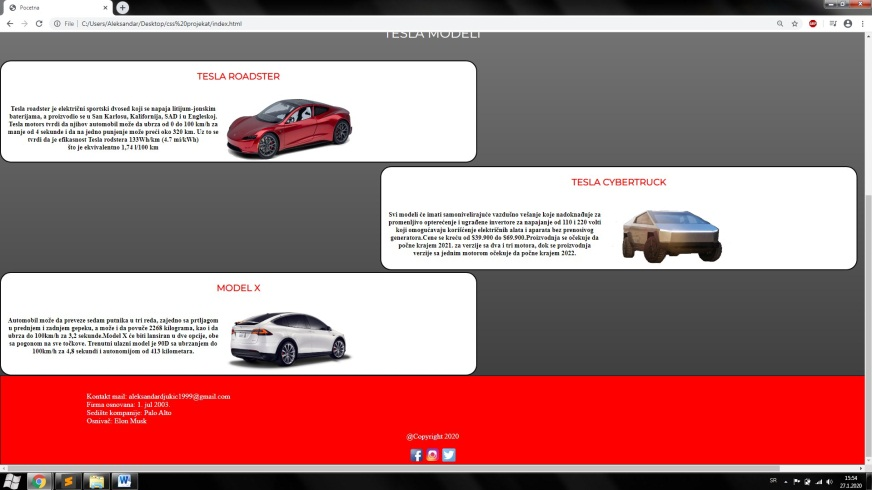 Pocetna
File | C:/Users/Aleksandar/Desktop/css%20projekat/index.html
TESLA MODELI
TESLA ROADSTER
Tesla roadster je električni sportski dvosed koji se napaja litijum-jonskim
baterijama, a proizvodio se u San Karlosu, Kalifornija, SAD i u Engleskoj.
Tesla motors tvrdi da njihov automobil može da ubrza od 0 do 100 km/h za
manje od 4 sekunde i da na jedno punjenje može preći oko 320 km. Uz to se
tvrdi da je efikasnost Tesla rodstera 133Wh/km (4.7 mi/kWh)
što je ekvivalentno 1,74 l/100 km
TESLA CYBERTRUCK
Svi modeli će imati samonivelirajuće vazdušno vešanje koje nadoknađuje za
promenljivo opterećenje i ugrađene invertore za napajanje od 110 i 220 volti
koji omogućavaju korišćenje električnih alata i aparata bez prenosivog
generatora.Cene se kreću od $39.900 do $69.900.Proizvodnja se očekuje da
počne krajem 2021. za verzije sa dva i tri motora, dok se proizvodnja
verzije sa jednim motorom očekuje da počne krajem 2022.
MODEL X
Automobil može da preveze sedam putnika u tri reda, zajedno sa prtljagom
u prednjem i zadnjem gepeku, a može i da povuče 2268 kilograma, kao i da
ubrza do 100km/h za 3,2 sekunde.Model X će biti lansiran u dve opcije, obe
sa pogonom na sve točkove. Trenutni ulazni model je 90D sa ubrzanjem do
100km/h za 4,8 sekundi i autonomijom od 413 kilometara.
Kontakt mail: aleksandardjukic1999@gmail.com
Firma osnovana: 1. jul 2003.
Sedište kompanije: Palo Alto
Osnivač: Elon Musk
@Copyright 2020
SR
15:54
27.1.2020